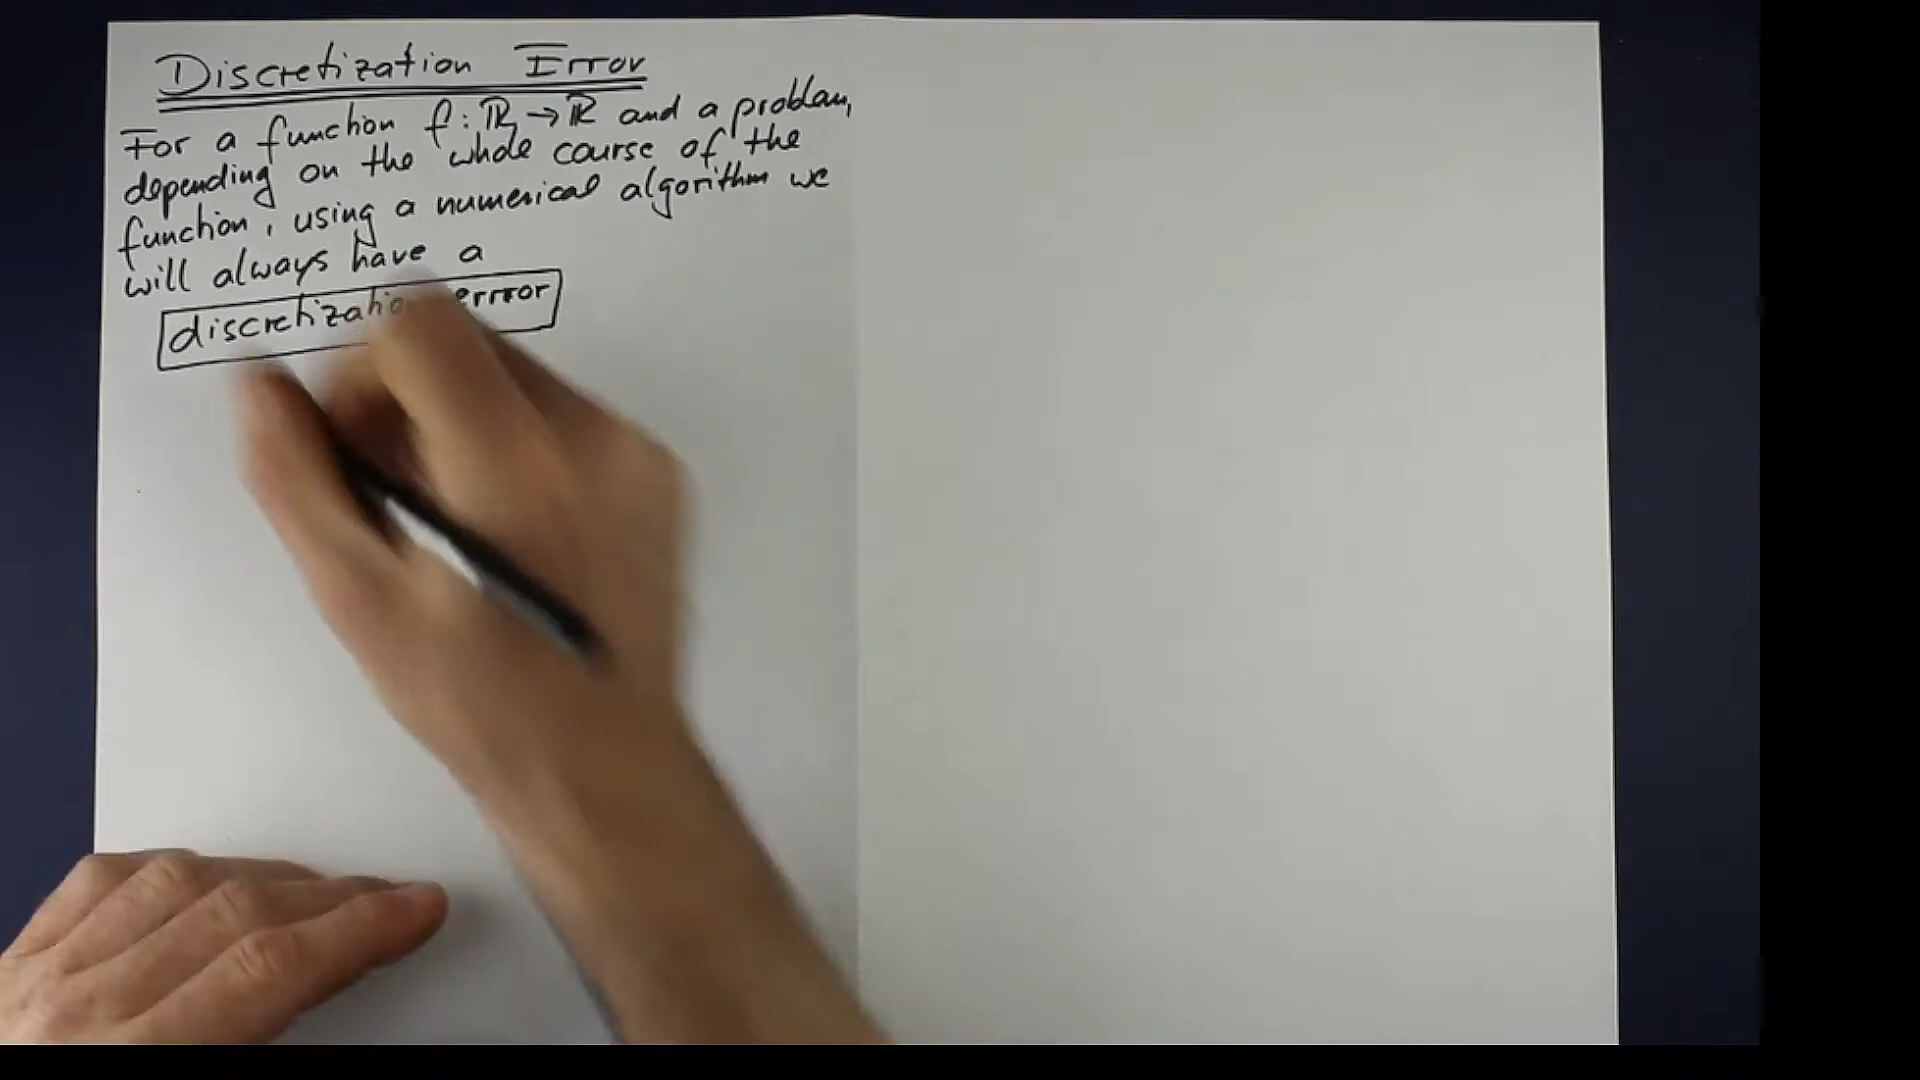 Discretization Error
For a function f: ℝ → ℝ and a problem,
depending on the whole course of the
function, using a numerical algorithm we
will always have a
discretization errror